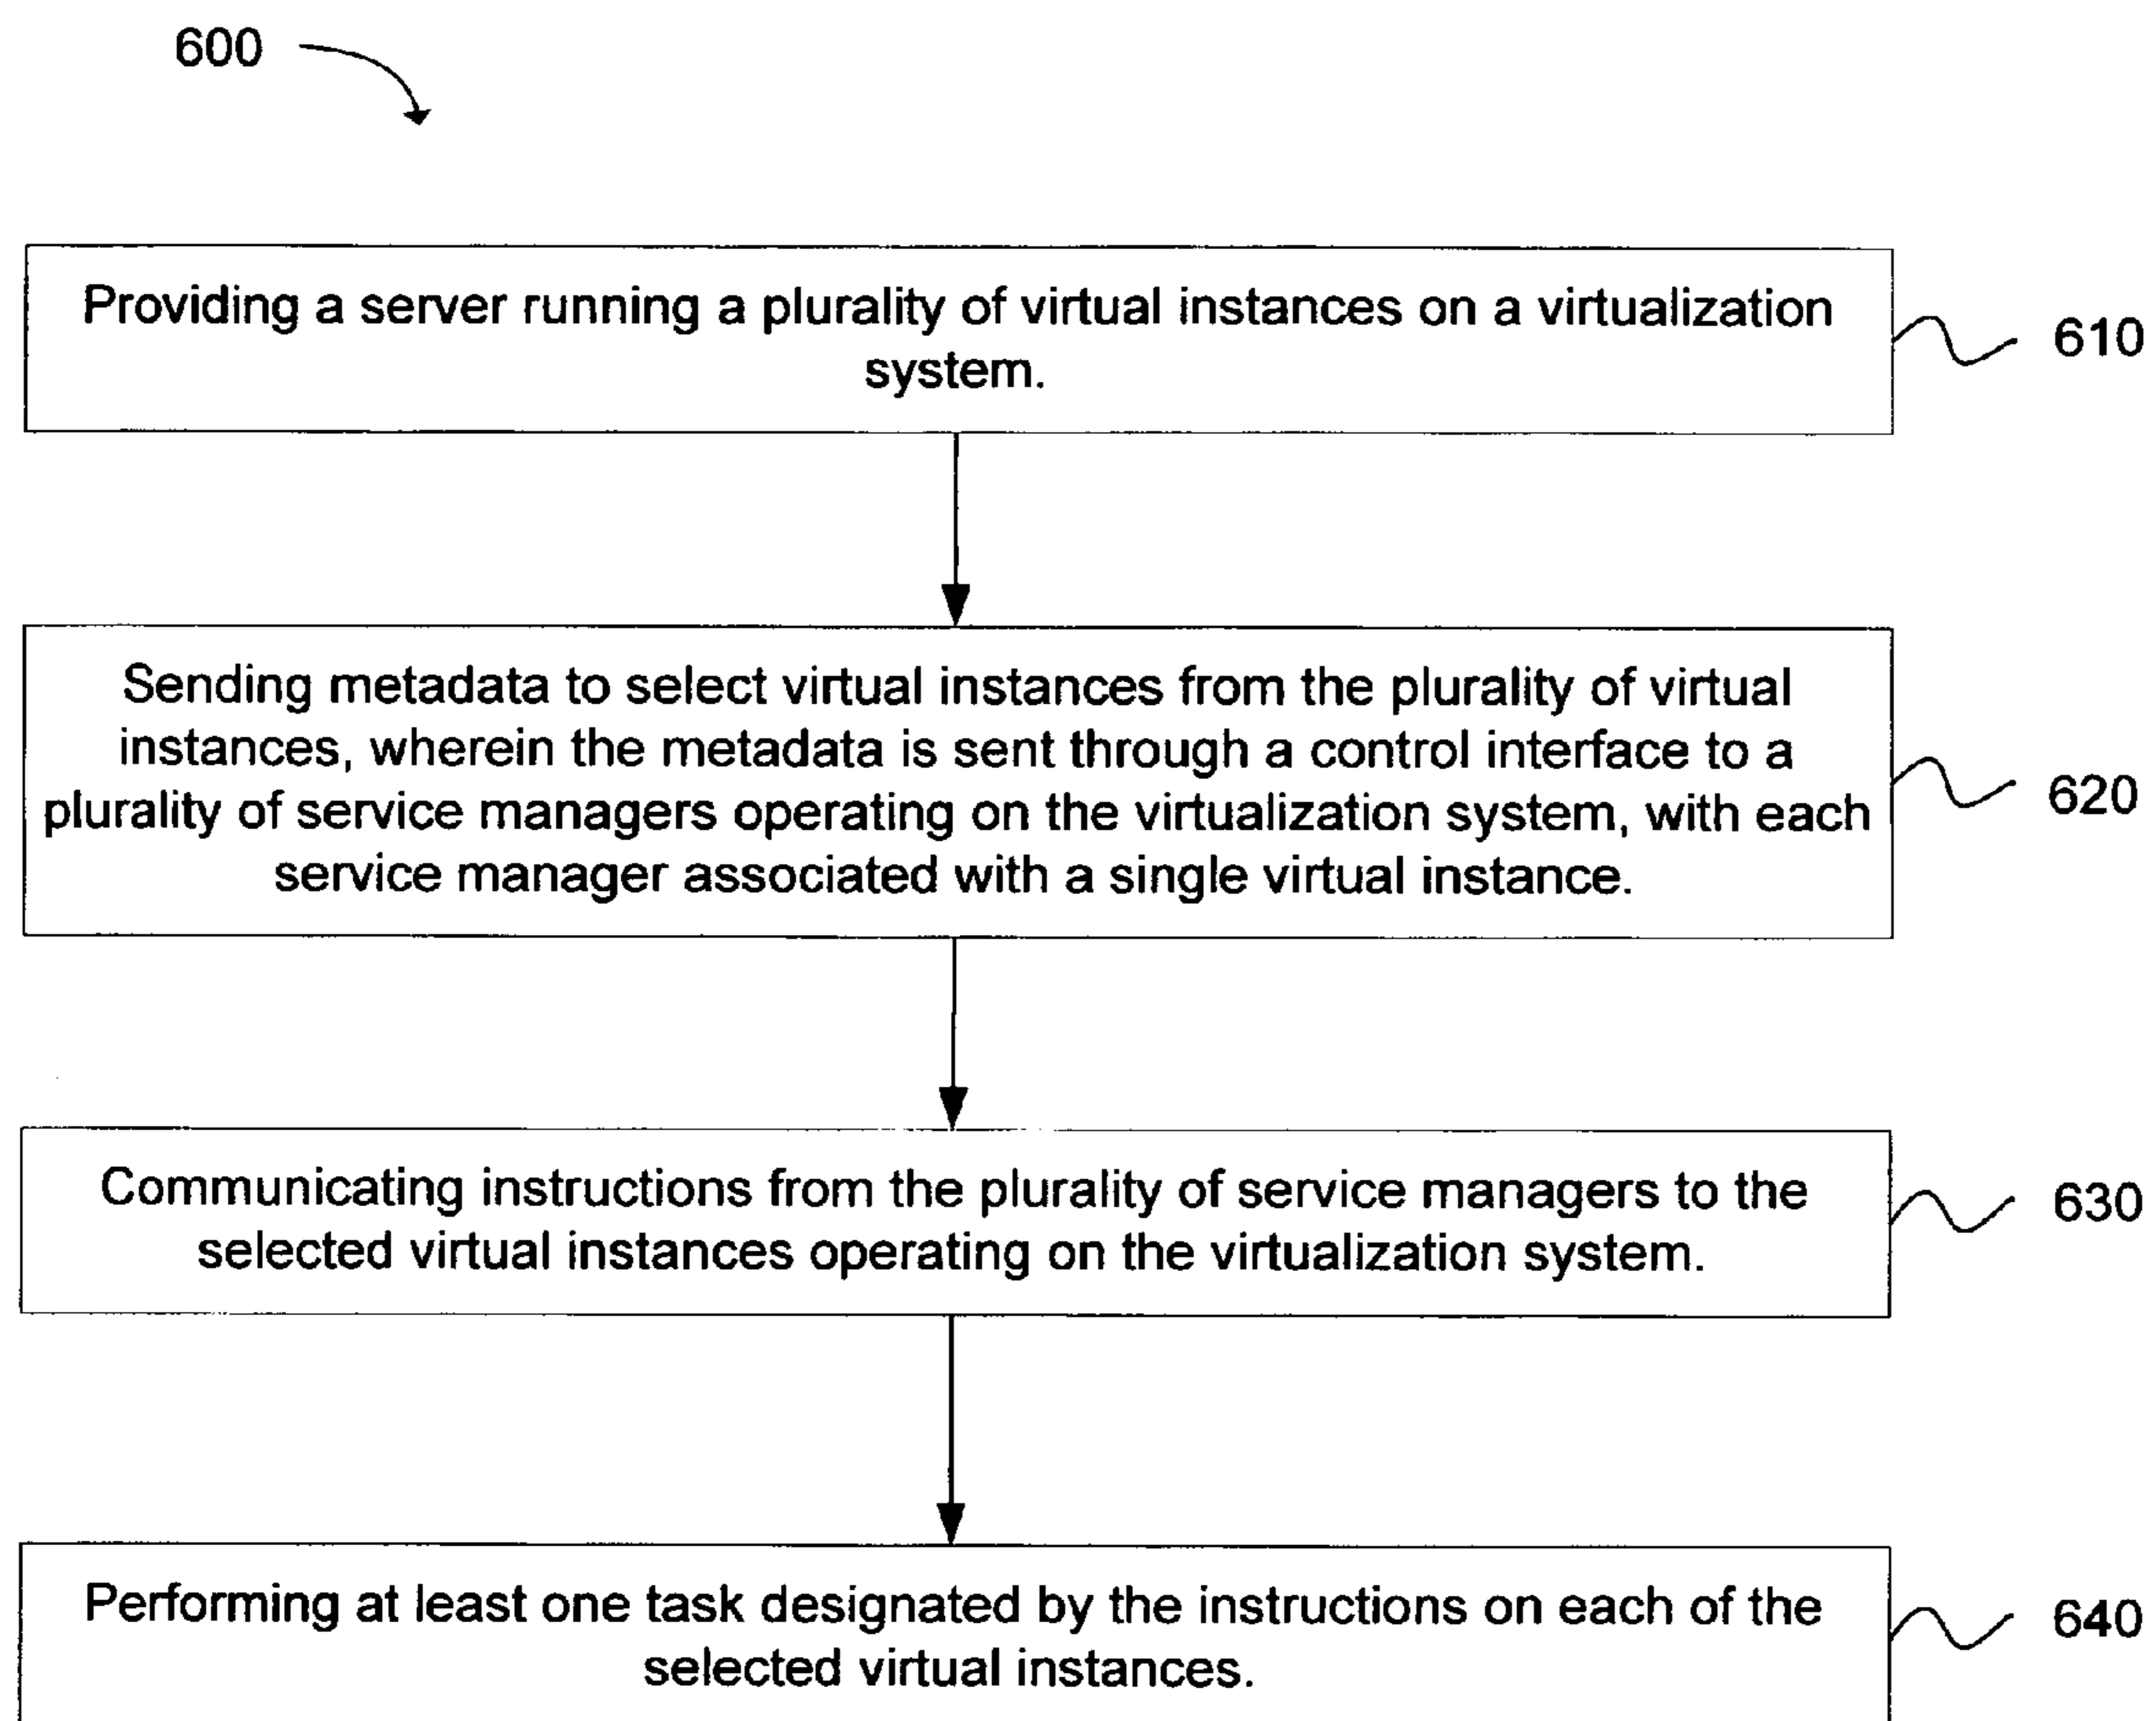 600
Providing a server running a plurality of virtual instances on a virtualization
system.
610
Sending metadata to select virtual instances from the plurality of virtual
instances, wherein the metadata is sent through a control interface to a
plurality of service managers operating on the virtualization system, with each
service manager associated with a single virtual instance.
620
Communicating instructions from the plurality of service managers to the
selected virtual instances operating on the virtualization system.
630
Performing at least one task designated by the instructions on each of the
selected virtual instances.
640